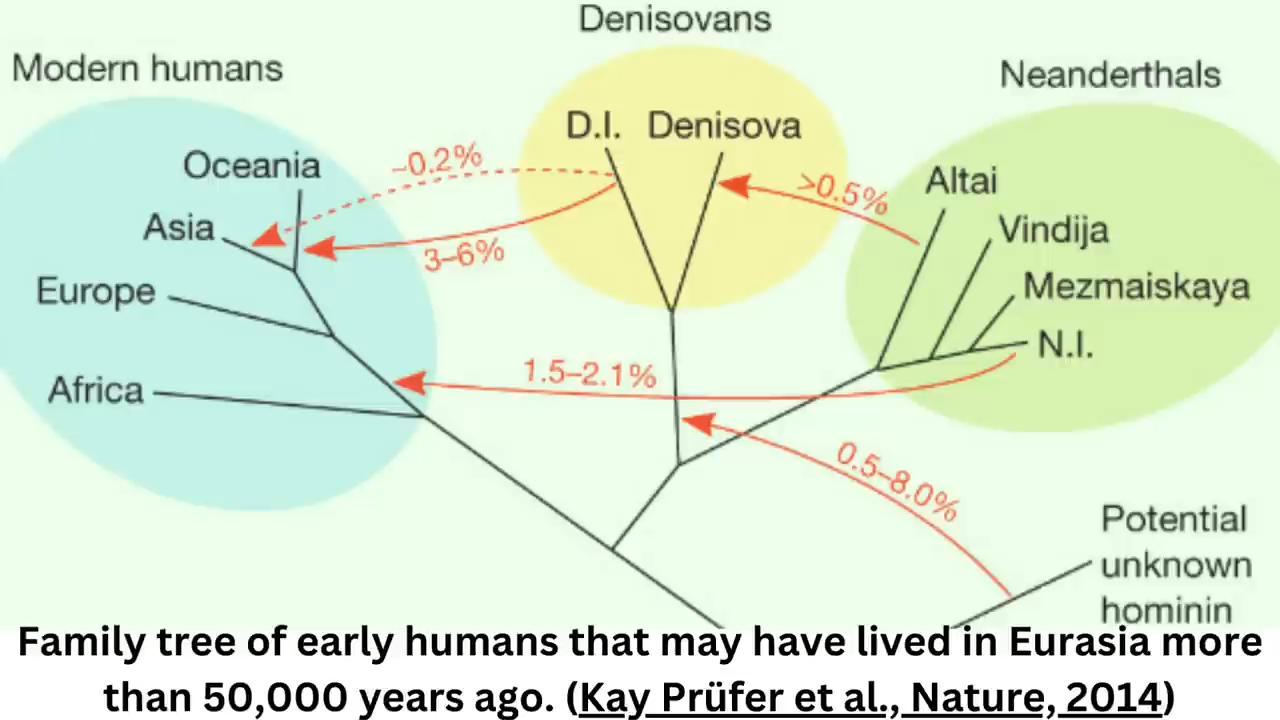 Denisovans
Modern humans
Neanderthals
D.I. Denisova
Oceania
~0.2%
>0.5%
Altai
Asia
Vindija
3–6%
Europe
Mezmaiskaya
N.I.
1.5–2.1%
Africa
0.5–8.0%
Potential
unknown
hominin
Family tree of early humans that may have lived in Eurasia more
than 50,000 years ago. (Kay Prüfer et al., Nature, 2014)